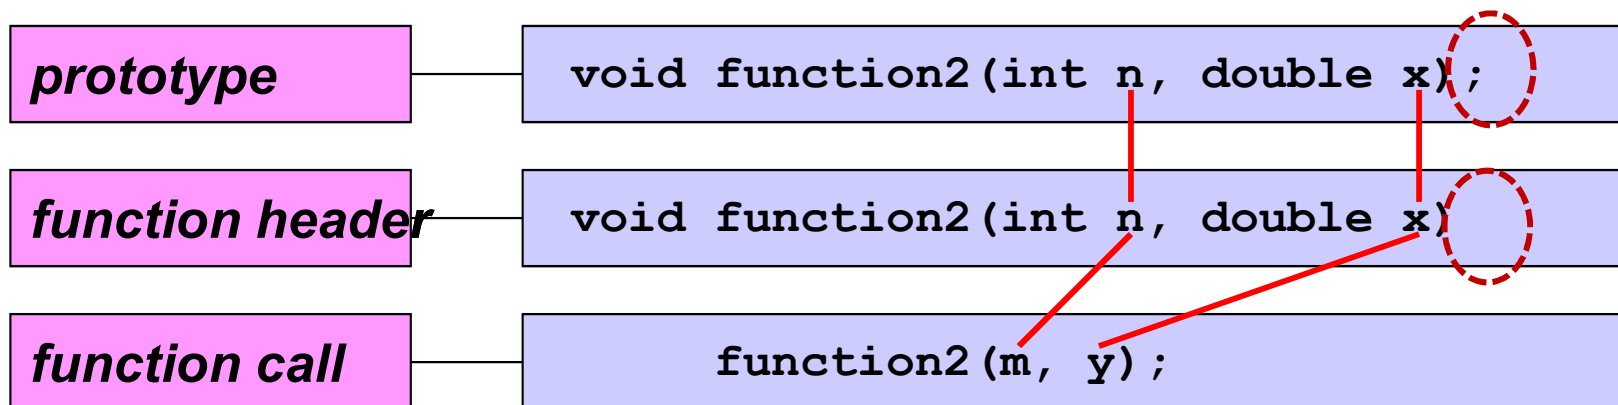 prototype void function2(int n, double x);
function header void function2(int n, double x)
function call function2(m, y);